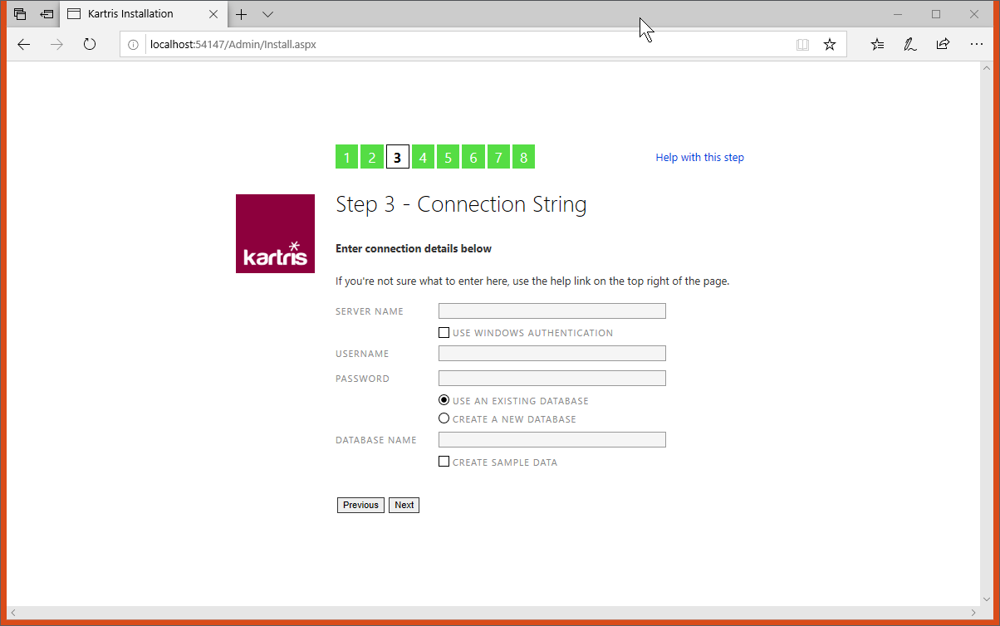 Kartris Installation
localhost:54147/Admin/Install.aspx
1 2 3 4 5 6 7 8
Help with this step
kartris
Step 3 - Connection String
Enter connection details below
If you're not sure what to enter here, use the help link on the top right of the page.
SERVER NAME
USE WINDOWS AUTHENTICATION
USERNAME
PASSWORD
USE AN EXISTING DATABASE
CREATE A NEW DATABASE
DATABASE NAME
CREATE SAMPLE DATA
Previous Next